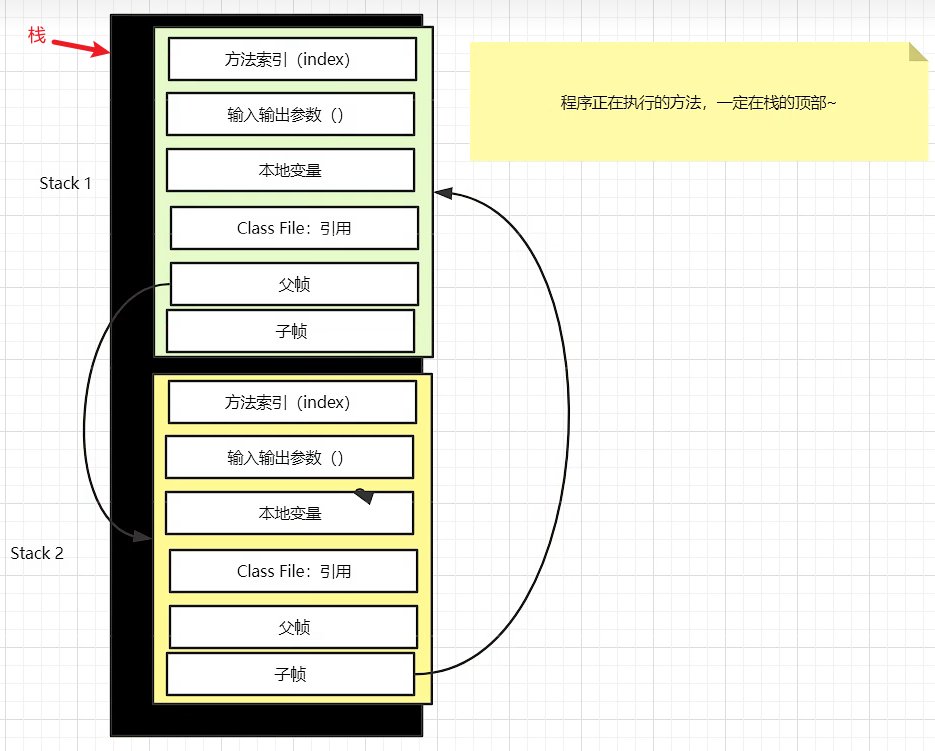 栈
方法索引（index）
输入输出参数（）
本地变量
Stack 1
Class File：引用
父帧
子帧
程序正在执行的方法，一定在栈的顶部~
方法索引（index）
输入输出参数（）
本地变量
Stack 2
Class File：引用
父帧
子帧